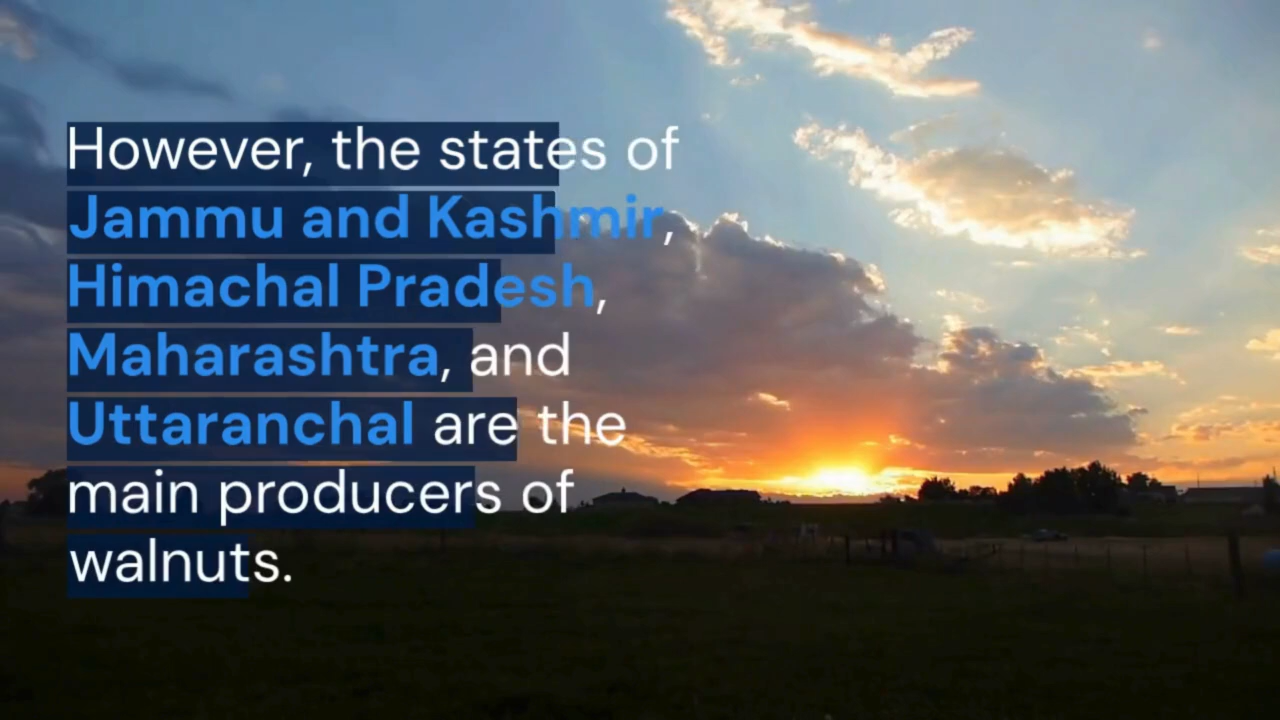 However, the states of
Jammu and Kashmir,
Himachal Pradesh,
Maharashtra, and
Uttaranchal are the
main producers of
walnuts.